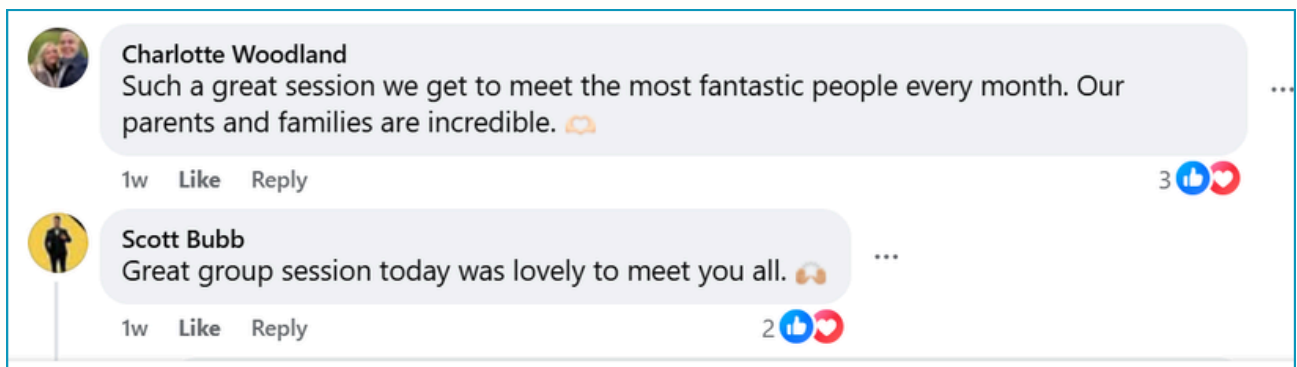 Charlotte Woodland
Such a great session we get to meet the most fantastic people every month. Our
parents and families are incredible. 🫶🏻
1w Like Reply 3
Scott Bubb
Great group session today was lovely to meet you all. 🙌🏼
1w Like Reply 2